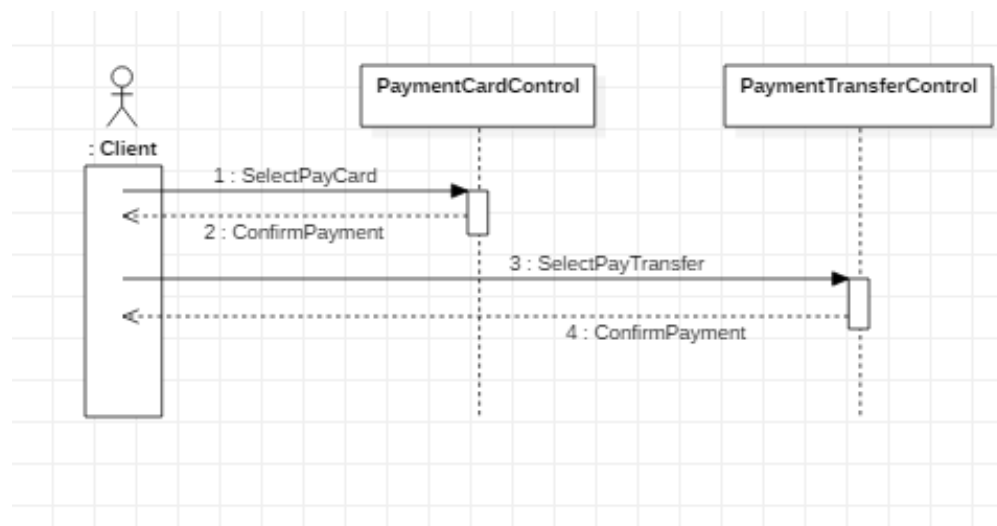 PaymentCardControl
PaymentTransferControl
: Client
1 : SelectPayCard
2 : ConfirmPayment
3 : SelectPayTransfer
4 : ConfirmPayment